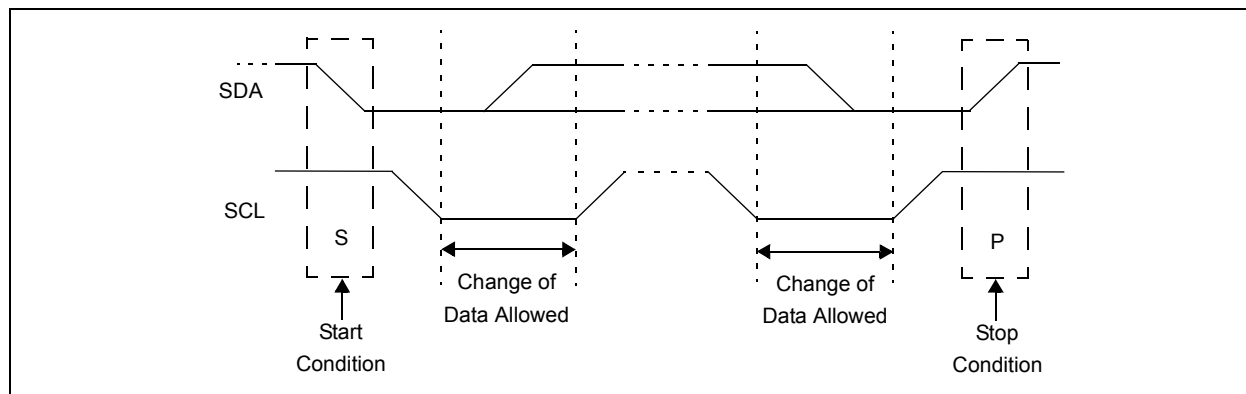 SDA
SCL
S
P
Change of
Data Allowed
Change of
Data Allowed
Start
Condition
Stop
Condition